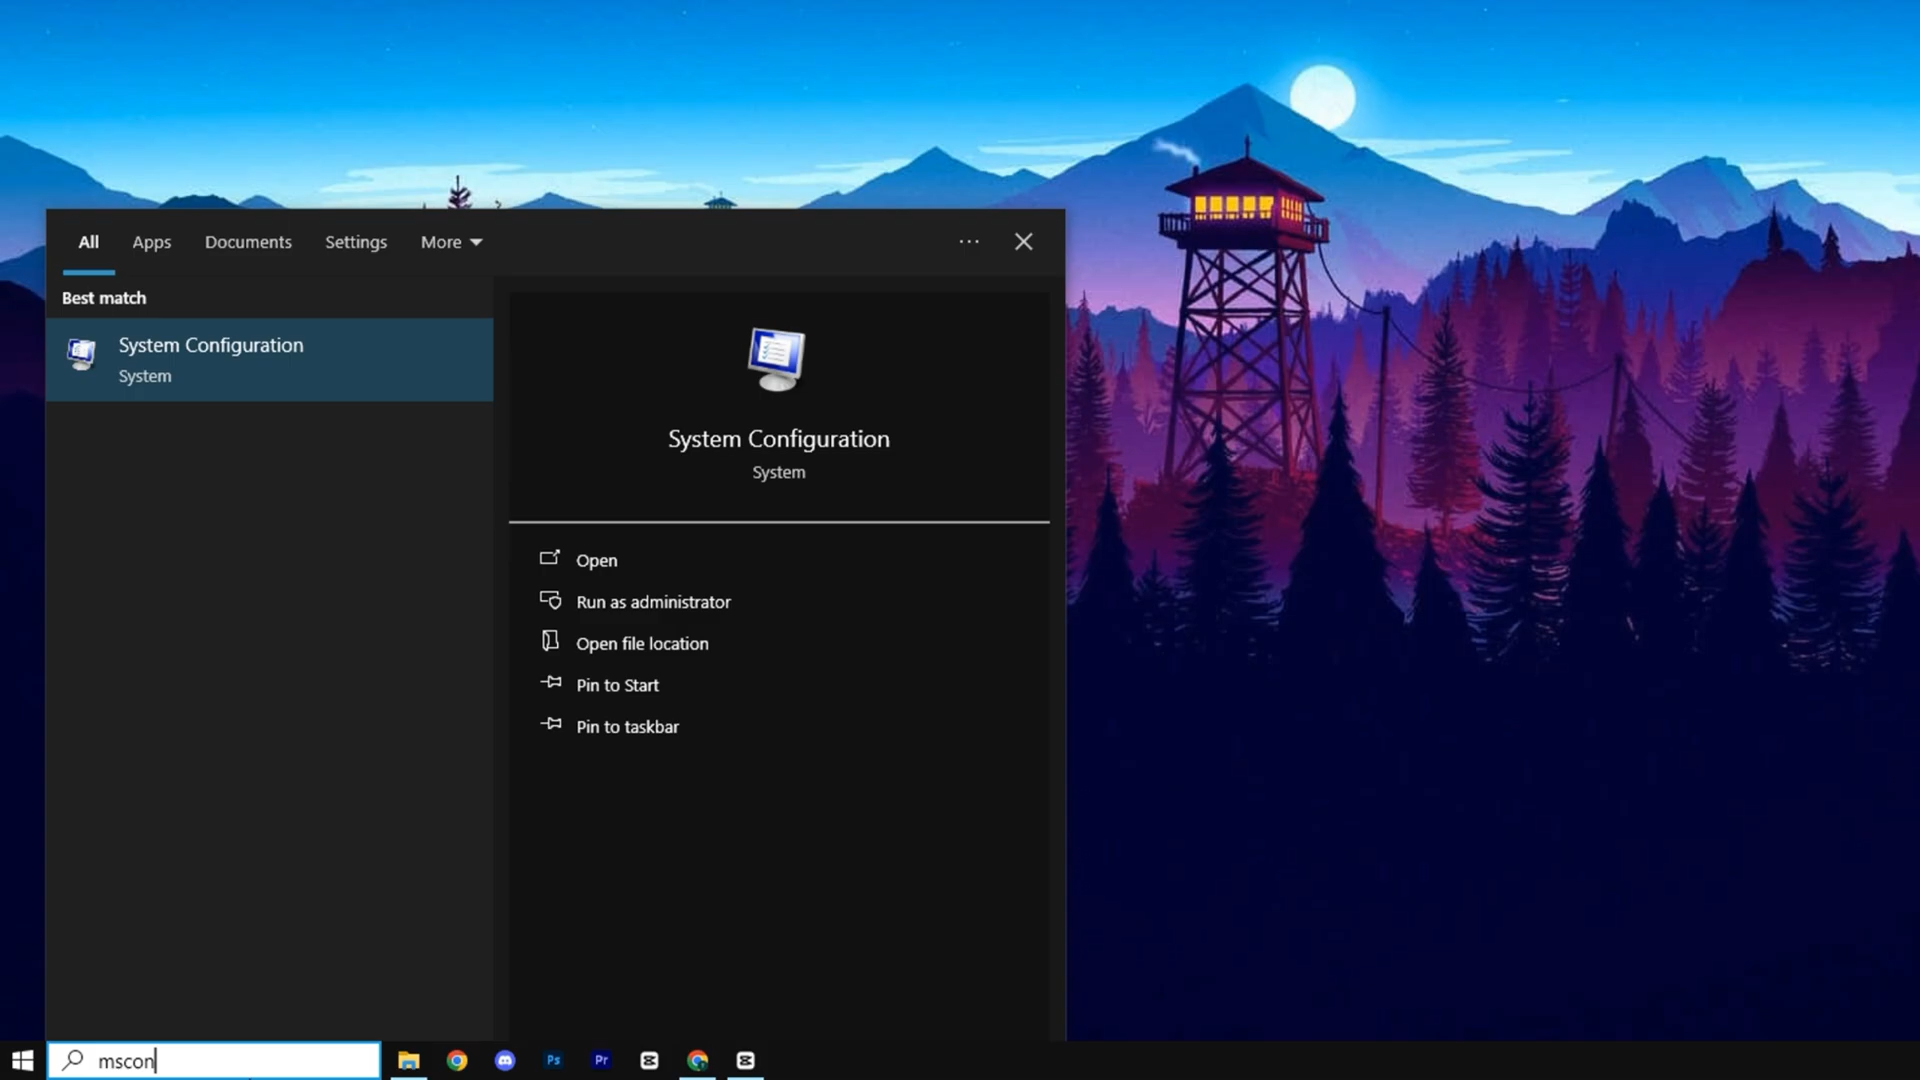 All Apps Documents Settings More
Best match
System Configuration
System
System Configuration
System
Open
Run as administrator
Open file location
Pin to Start
Pin to taskbar
mscon
Ps
Pr